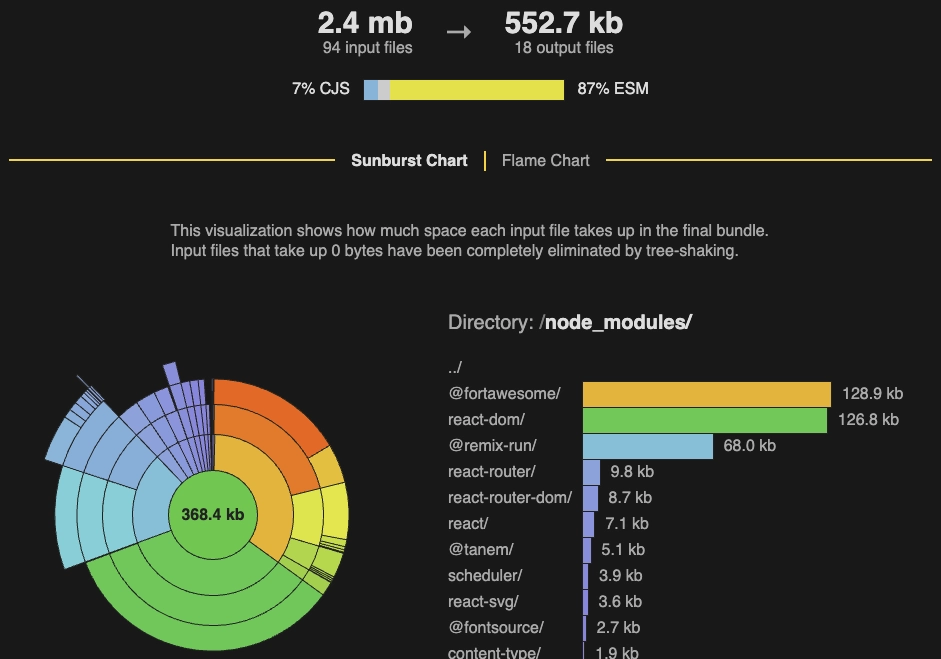 2.4 mb → 552.7 kb
94 input files 18 output files
7% CJS 87% ESM
Sunburst Chart | Flame Chart
This visualization shows how much space each input file takes up in the final bundle.
Input files that take up 0 bytes have been completely eliminated by tree-shaking.
Directory: /node_modules/
../
@fortawesome/ 128.9 kb
react-dom/ 126.8 kb
@remix-run/ 68.0 kb
react-router/ 9.8 kb
react-router-dom/ 8.7 kb
react/ 7.1 kb
@tanem/ 5.1 kb
scheduler/ 3.9 kb
react-svg/ 3.6 kb
@fontsource/ 2.7 kb
content-type/ 1.9 kb
368.4 kb